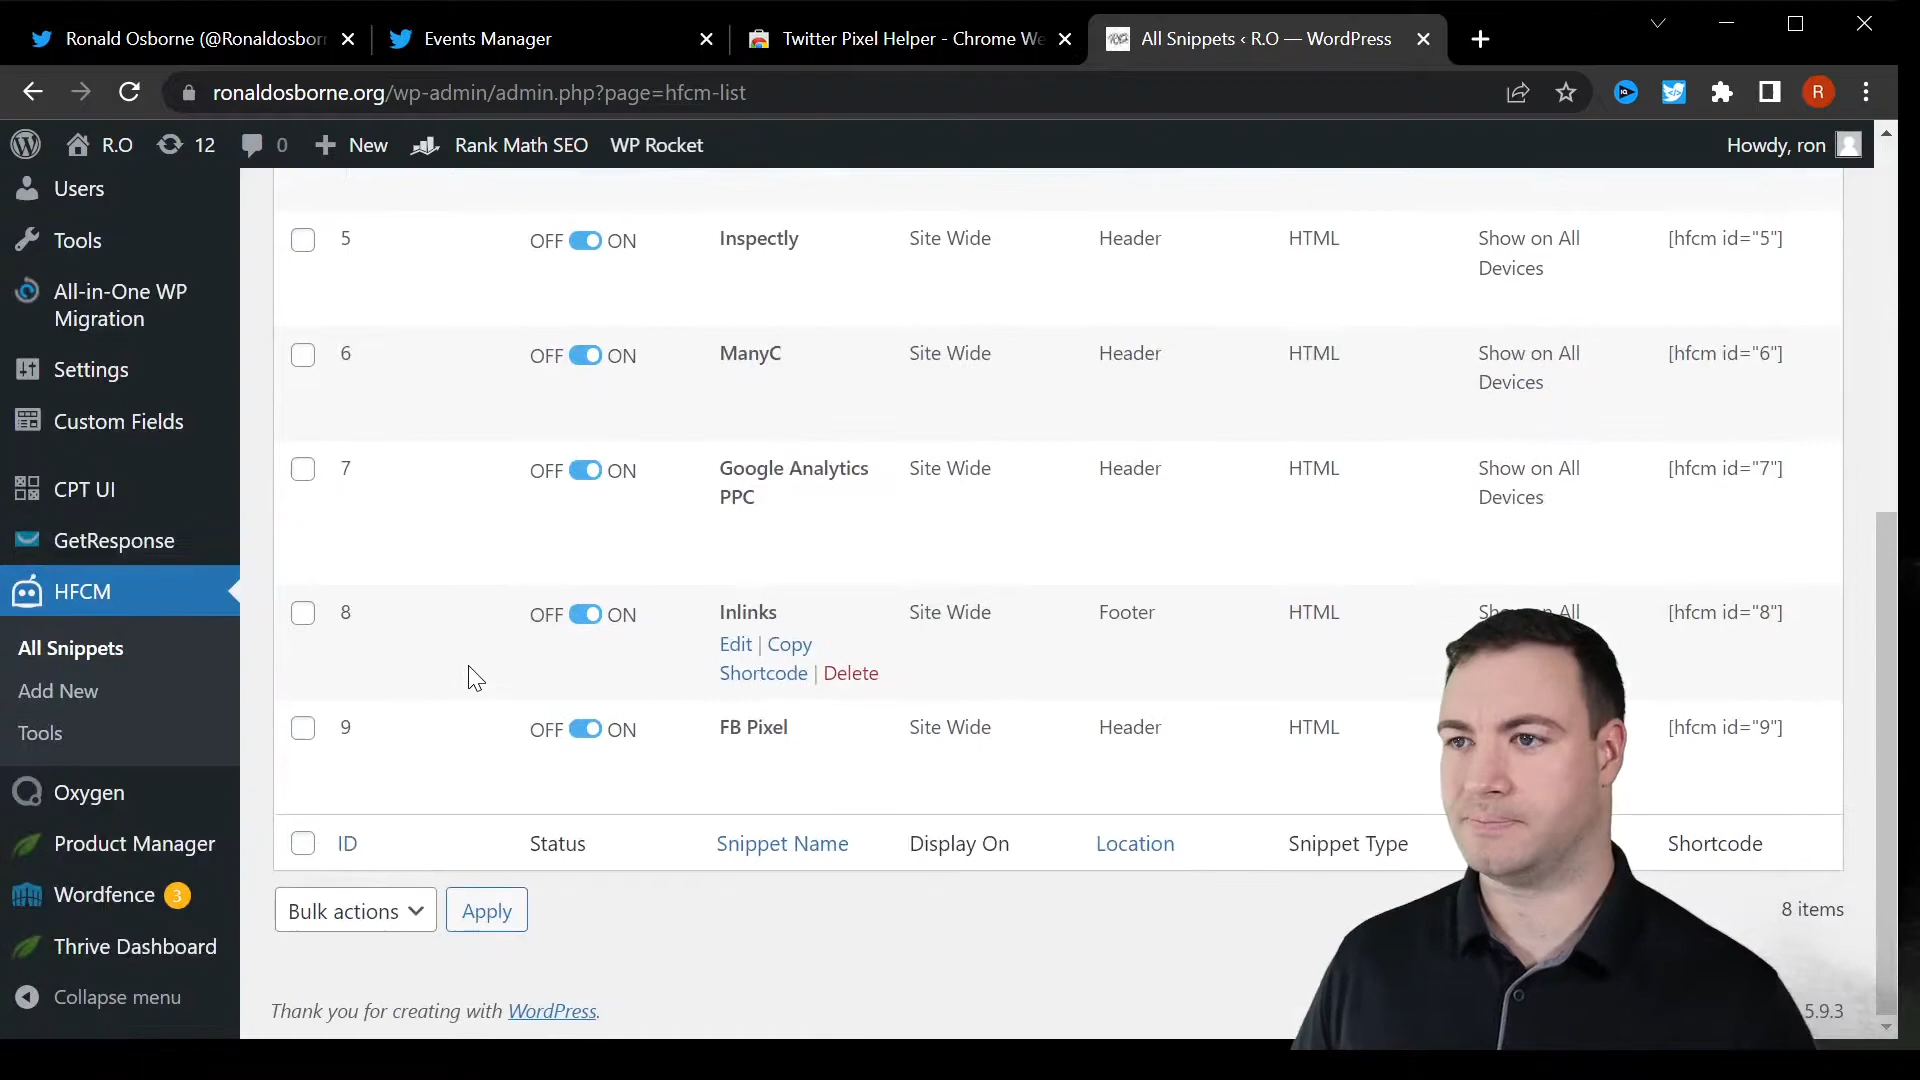 Ronald Osborne (@Ronaldosborn
Events Manager
Twitter Pixel Helper - Chrome We
All Snippets ‹ R.O — WordPress
ronaldosborne.org/wp-admin/admin.php?page=hfcm-list
R
R.O
12
0
New
Rank Math SEO
WP Rocket
Howdy, ron
Users
Tools
All-in-One WP
Migration
Settings
Custom Fields
CPT UI
GetResponse
HFCM
All Snippets
Add New
Tools
Oxygen
Product Manager
Wordfence 3
Thrive Dashboard
Collapse menu
5 OFF ON Inspectly Site Wide Header HTML Show on All [hfcm id="5"]
Devices
6 OFF ON ManyC Site Wide Header HTML Show on All [hfcm id="6"]
Devices
7 OFF ON Google Analytics Site Wide Header HTML Show on All [hfcm id="7"]
PPC Devices
8 OFF ON Inlinks Site Wide Footer HTML Show on All [hfcm id="8"]
Edit | Copy
Shortcode | Delete
9 OFF ON FB Pixel Site Wide Header HTML [hfcm id="9"]
ID Status Snippet Name Display On Location Snippet Type Shortcode
Bulk actions Apply 8 items
Thank you for creating with WordPress. 5.9.3